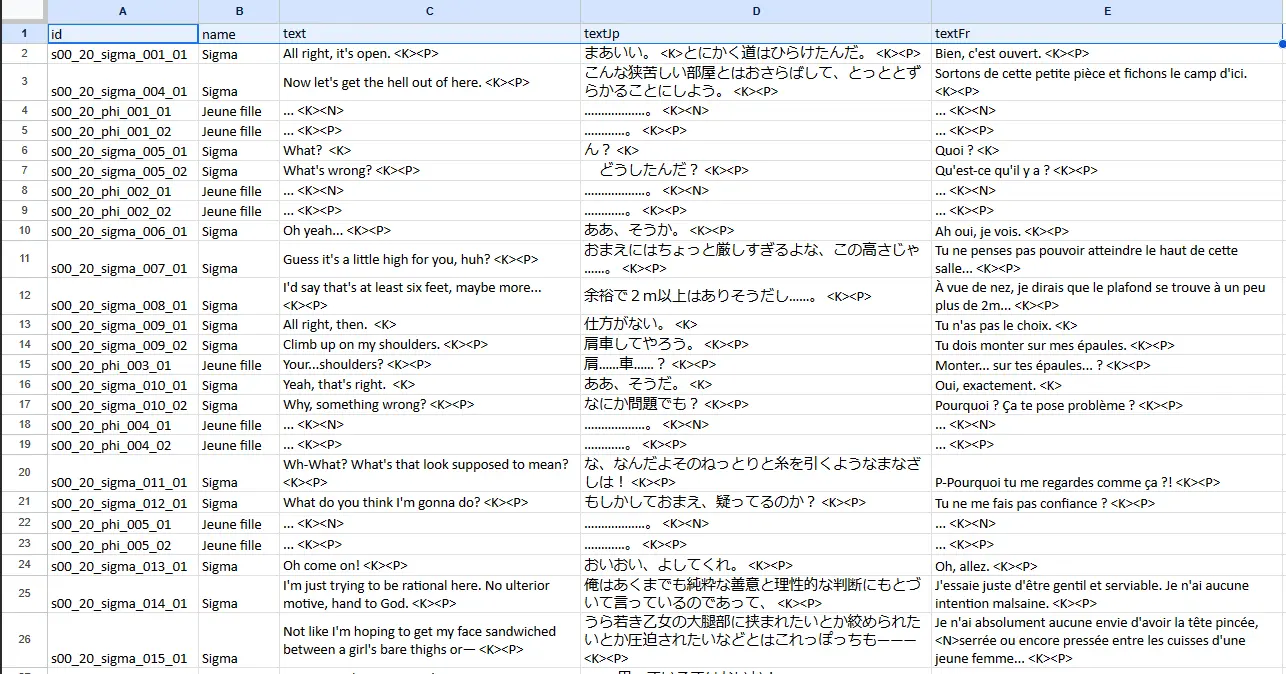 A B C D E
1 id name text textJp textFr
2 s00_20_sigma_001_01 Sigma All right, it's open. <K><P> まあいい。 <K>とにかく道はひらけたんだ。 <K><P> Bien, c'est ouvert. <K><P>
3 s00_20_sigma_004_01 Sigma Now let's get the hell out of here. <K><P> こんな狭苦しい部屋とはおさらばして、とっととず
らかることにしよう。 <K><P> Sortons de cette petite pièce et fichons le camp d'ici.
<K><P>
4 s00_20_phi_001_01 Jeune fille ... <K><N> ………………。 <K><N> ... <K><N>
5 s00_20_phi_001_02 Jeune fille ... <K><P> …………。 <K><P> ... <K><P>
6 s00_20_sigma_005_01 Sigma What? <K> ん？ <K> Quoi ? <K>
7 s00_20_sigma_005_02 Sigma What's wrong? <K><P> どうしたんだ？ <K><P> Qu'est-ce qu'il y a ? <K><P>
8 s00_20_phi_002_01 Jeune fille ... <K><N> ………………。 <K><N> ... <K><N>
9 s00_20_phi_002_02 Jeune fille ... <K><P> …………。 <K><P> ... <K><P>
10 s00_20_sigma_006_01 Sigma Oh yeah... <K><P> ああ、そうか。 <K><P> Ah oui, je vois. <K><P>
11 s00_20_sigma_007_01 Sigma Guess it's a little high for you, huh? <K><P> おまえにはちょっと厳しすぎるよな、この高さじゃ
……。 <K><P> Tu ne penses pas pouvoir atteindre le haut de cette
salle... <K><P>
12 s00_20_sigma_008_01 Sigma I'd say that's at least six feet, maybe more...
<K><P> 余裕で２ｍ以上はありそうだし……。 <K><P> À vue de nez, je dirais que le plafond se trouve à un peu
plus de 2m... <K><P>
13 s00_20_sigma_009_01 Sigma All right, then. <K> 仕方がない。 <K> Tu n'as pas le choix. <K>
14 s00_20_sigma_009_02 Sigma Climb up on my shoulders. <K><P> 肩車してやろう。 <K><P> Tu dois monter sur mes épaules. <K><P>
15 s00_20_phi_003_01 Jeune fille Your...shoulders? <K><P> 肩……車……？ <K><P> Monter... sur tes épaules... ? <K><P>
16 s00_20_sigma_010_01 Sigma Yeah, that's right. <K> ああ、そうだ。 <K> Oui, exactement. <K>
17 s00_20_sigma_010_02 Sigma Why, something wrong? <K><P> なにか問題でも？ <K><P> Pourquoi ? Ça te pose problème ? <K><P>
18 s00_20_phi_004_01 Jeune fille ... <K><N> ………………。 <K><N> ... <K><N>
19 s00_20_phi_004_02 Jeune fille ... <K><P> …………。 <K><P> ... <K><P>
20 s00_20_sigma_011_01 Sigma Wh-What? What's that look supposed to mean?
<K><P> な、なんだよそのねっとりと糸を引くようなまなざ
しは！ <K><P> P-Pourquoi tu me regardes comme ça ?! <K><P>
21 s00_20_sigma_012_01 Sigma What do you think I'm gonna do? <K><P> もしかしておまえ、疑ってるのか？ <K><P> Tu ne me fais pas confiance ? <K><P>
22 s00_20_phi_005_01 Jeune fille ... <K><N> ………………。 <K><N> ... <K><N>
23 s00_20_phi_005_02 Jeune fille ... <K><P> …………。 <K><P> ... <K><P>
24 s00_20_sigma_013_01 Sigma Oh come on! <K><P> おいおい、よしてくれ。 <K><P> Oh, allez. <K><P>
25 s00_20_sigma_014_01 Sigma I'm just trying to be rational here. No ulterior
motive, hand to God. <K><P> 俺はあくまでも純粋な善意と理性的な判断にもとづ
いて言っているのであって、 <K><P> J'essaie juste d'être gentil et serviable. Je n'ai aucune
intention malsaine. <K><P>
26 s00_20_sigma_015_01 Sigma Not like I'm hoping to get my face sandwiched
between a girl's bare thighs or— <K><P> うら若き乙女の大腿部に挟まれたいとか絞められた
いとか圧迫されたいなどとはこれっぽっちもーーー
<K><P> Je n'ai absolument aucune envie d'avoir la tête pincée,
<N>serrée ou encore pressée entre les cuisses d'une
jeune femme... <K><P>